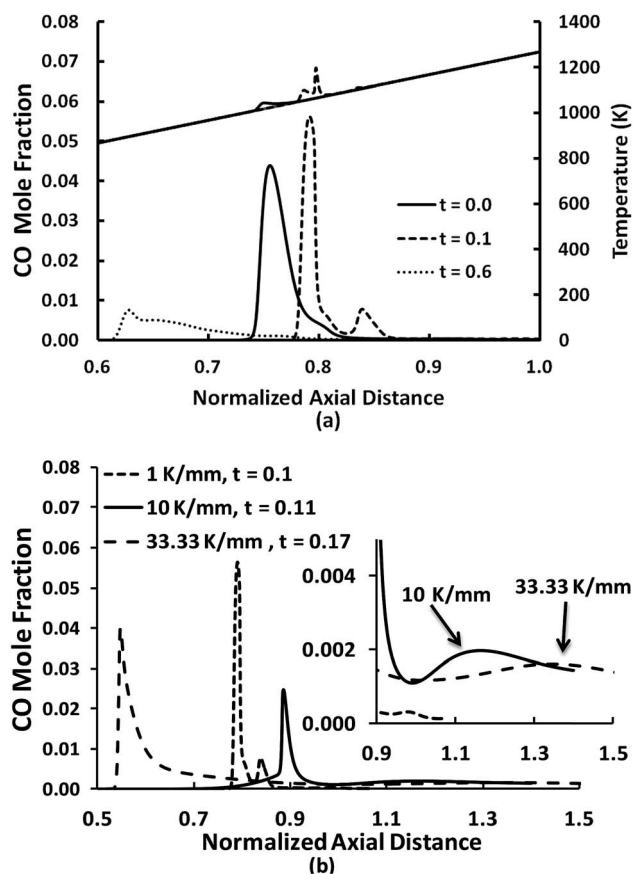 0.08
0.07
0.06
0.05
0.04
0.03
0.02
0.01
0.00
CO Mole Fraction
1400
1200
1000
800
600
400
200
0
Temperature (K)
t = 0.0
t = 0.1
t = 0.6
0.6 0.7 0.8 0.9 1.0
Normalized Axial Distance
(a)
0.08
0.07
0.06
0.05
0.04
0.03
0.02
0.01
0.00
CO Mole Fraction
1 K/mm, t = 0.1
10 K/mm, t = 0.11
33.33 K/mm , t = 0.17
0.004
0.002
0.000
10 K/mm
33.33 K/mm
0.9 1.1 1.3 1.5
0.5 0.7 0.9 1.1 1.3 1.5
Normalized Axial Distance
(b)